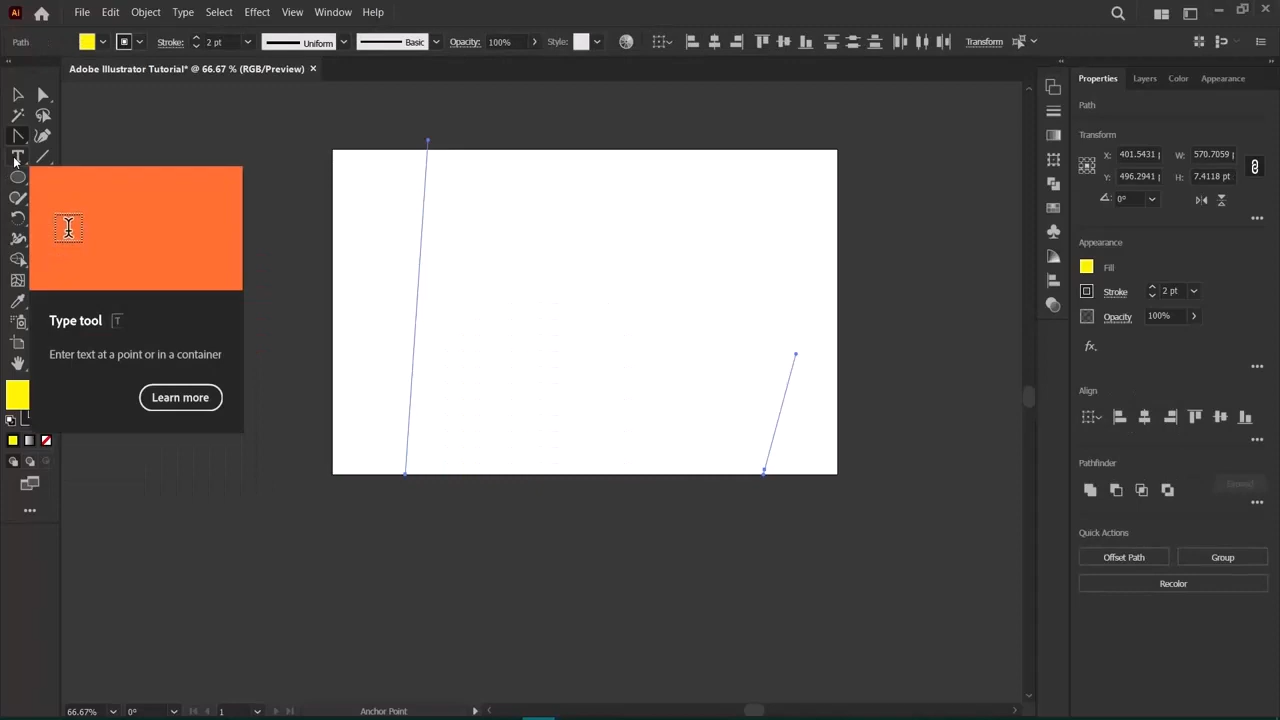 Ai File Edit Object Type Select Effect View Window Help
Path Stroke: 2 pt Uniform Basic Opacity: 100% Style: Transform
Adobe Illustrator Tutorial* @ 66.67 % (RGB/Preview) ×
Properties Layers Color Appearance
Path
Transform
X: 401.5431 W: 570.7059
Y: 496.2941 H: 7.4118 pt
0°
Appearance
Fill
Stroke 2 pt
Opacity 100%
fx.
Align
Pathfinder
Expand
Quick Actions
Offset Path Group
Recolor
Type tool T
Enter text at a point or in a container
Learn more
66.67% 0° 1 Anchor Point